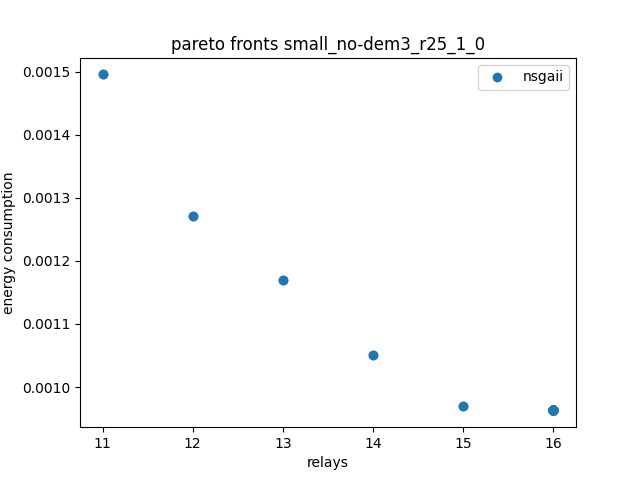 pareto fronts small_no-dem3_r25_1_0
nsgaii
0.0015
0.0014
0.0013
0.0012
0.0011
0.0010
energy consumption
11 12 13 14 15 16
relays